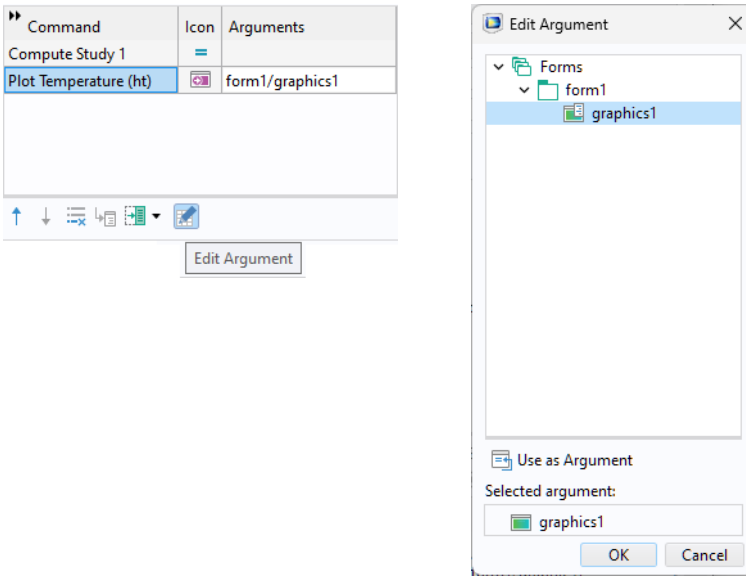 Command Icon Arguments
Compute Study 1
Plot Temperature (ht) form1/graphics1
Edit Argument
Edit Argument
Forms
form1
graphics1
Use as Argument
Selected argument:
graphics1
OK Cancel